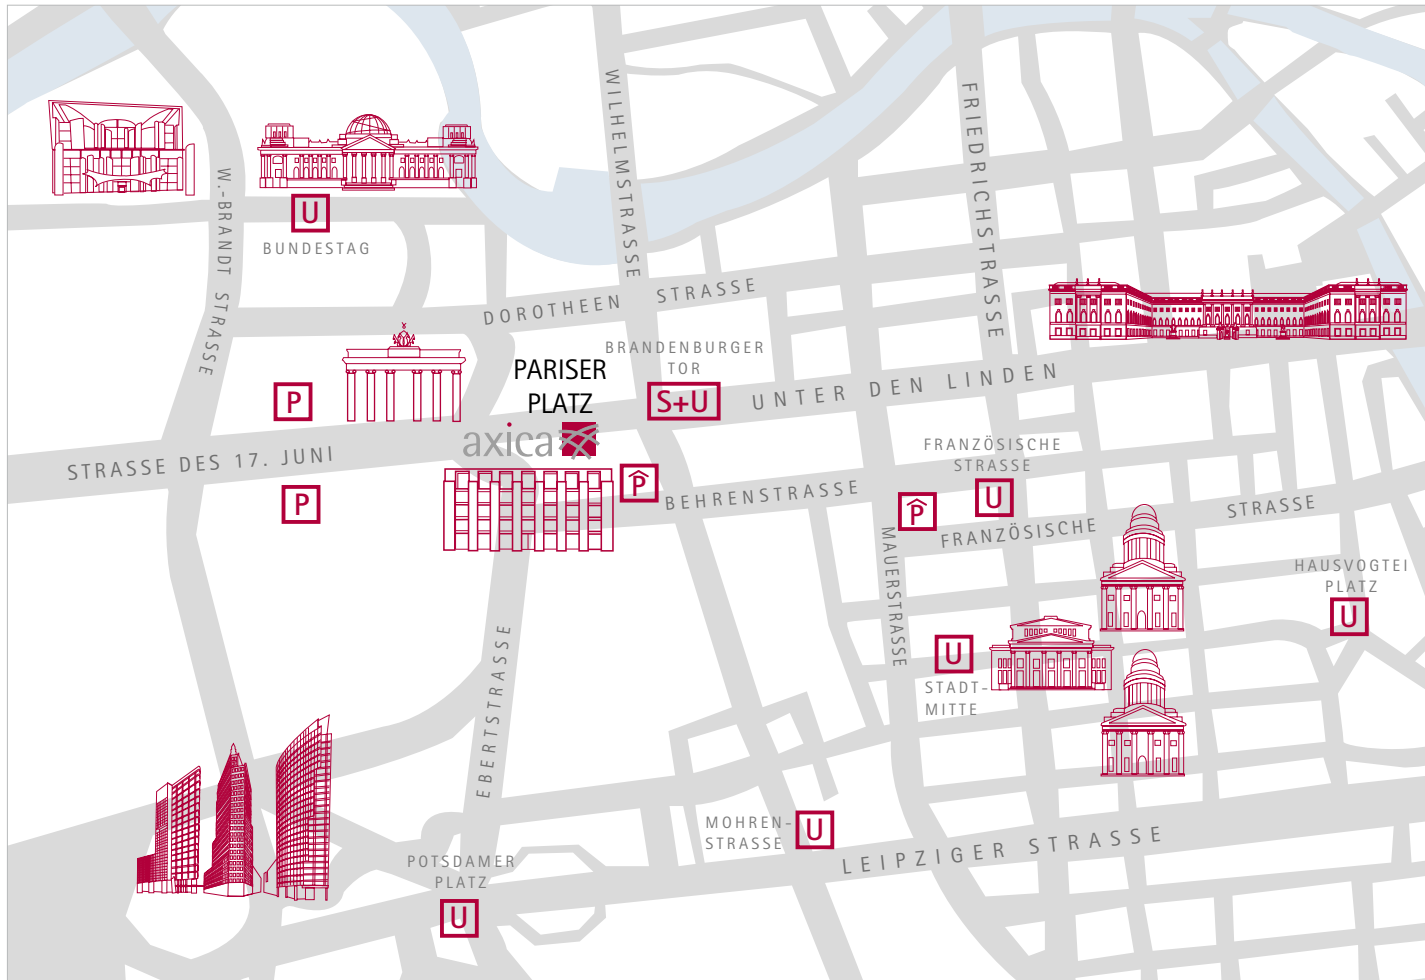 WILHELMSTRASSE
FRIEDRICHSTRASSE
W.-BRANDT STRASSE
U
BUNDESTAG
DOROTHEEN STRASSE
BRANDENBURGER
TOR
S+U
PARISER
PLATZ
axica
P
UNTER DEN LINDEN
STRASSE DES 17. JUNI
P
P
BEHRENSTRASSE
FRANZÖSISCHE
STRASSE
U
P
FRANZÖSISCHE STRASSE
MAUERSTRASSE
HAUSVOGTEI
PLATZ
U
U
STADT-
MITTE
EBERTSTRASSE
MOHREN-
STRASSE
U
LEIPZIGER STRASSE
POTSDAMER
PLATZ
U